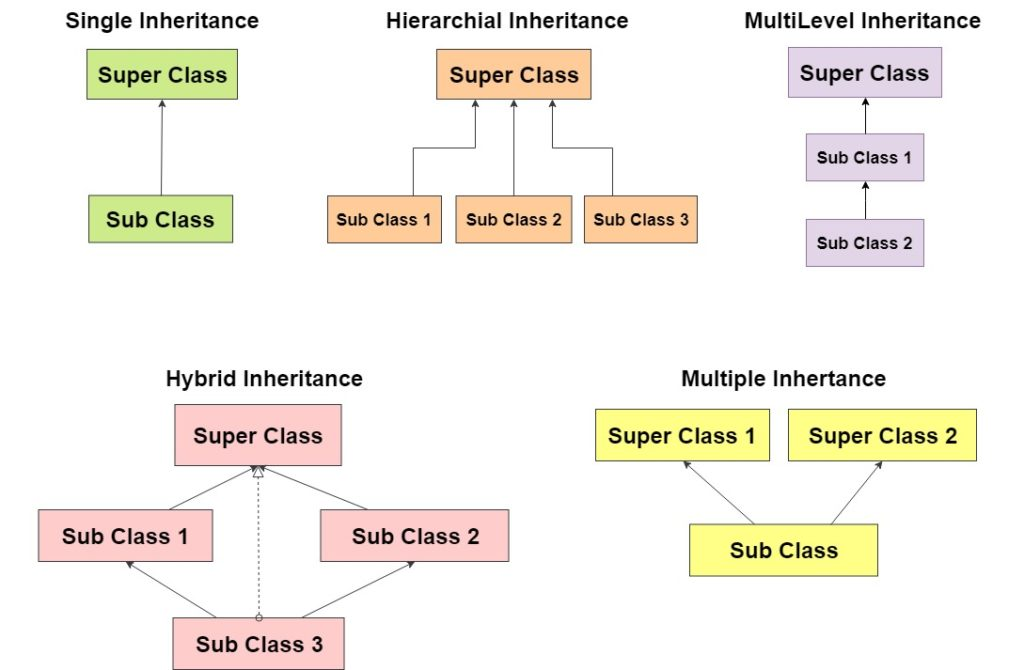 Single Inheritance
Super Class
Sub Class
Hierarchial Inheritance
Super Class
Sub Class 1
Sub Class 2
Sub Class 3
MultiLevel Inheritance
Super Class
Sub Class 1
Sub Class 2
Hybrid Inheritance
Super Class
Sub Class 1
Sub Class 2
Sub Class 3
Multiple Inhertance
Super Class 1
Super Class 2
Sub Class